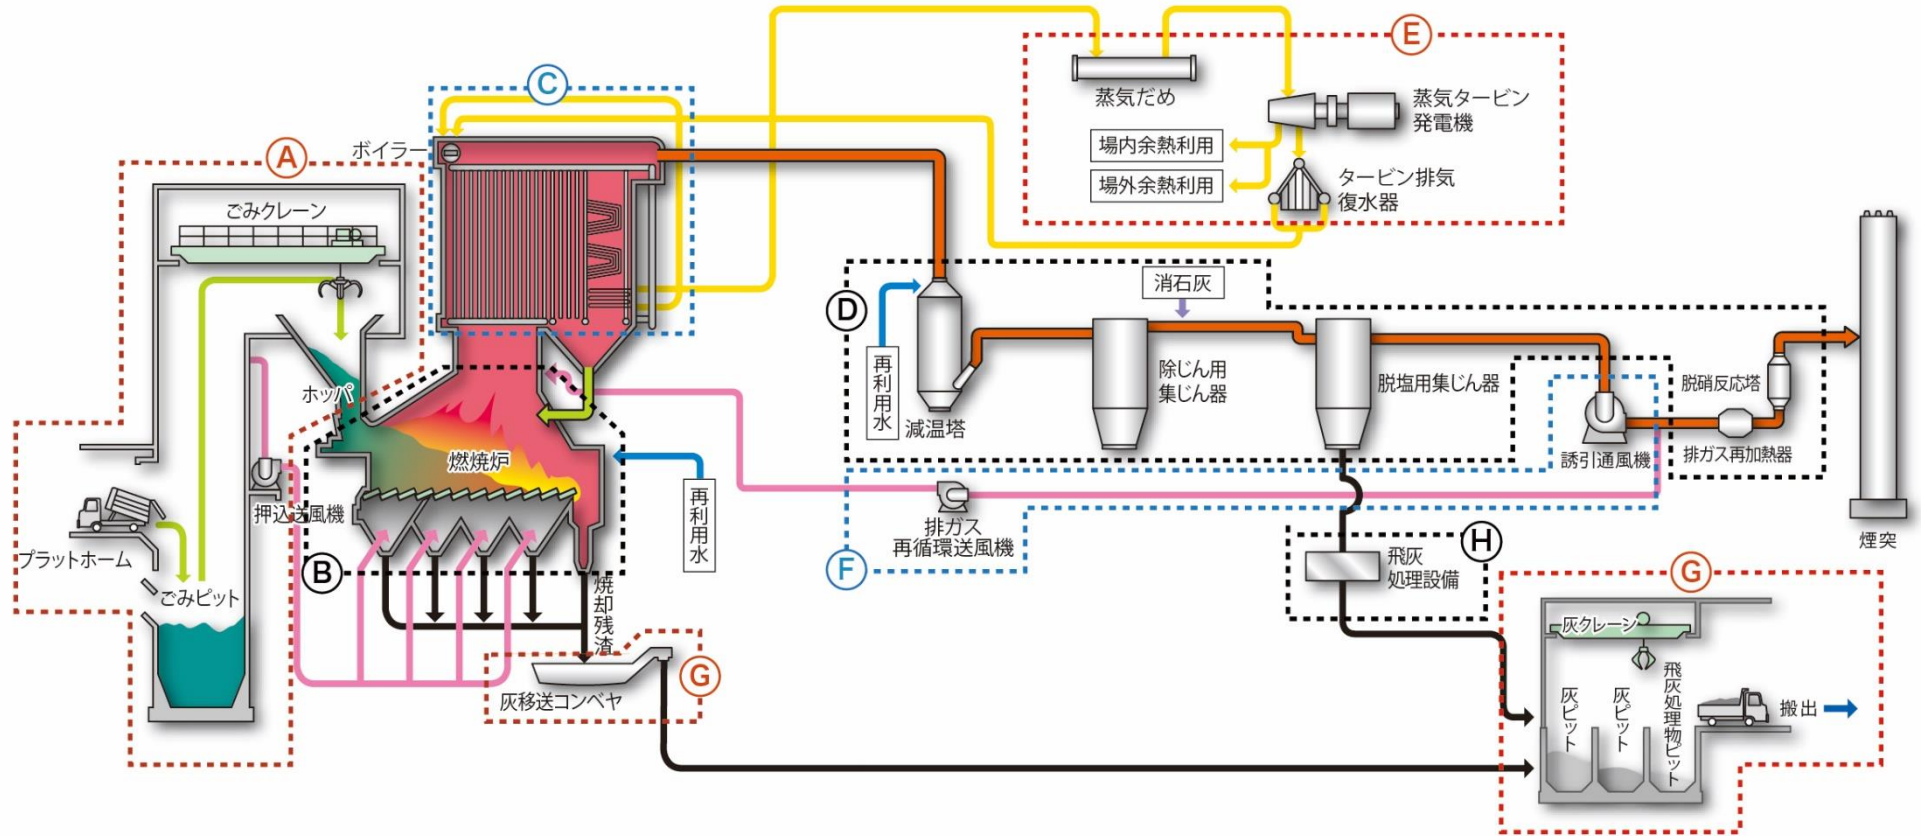 A
ごみクレーン
ホッパ
押込送風機
プラットホーム
ごみピット
ボイラー
C
燃焼炉
B
再利用水
焼却残渣
灰移送コンベヤ
G
E
蒸気だめ
蒸気タービン
発電機
場内余熱利用
場外余熱利用
タービン排気
復水器
D
再利用水
減温塔
消石灰
除じん用
集じん器
脱塩用集じん器
誘引通風機
脱硝反応塔
排ガス再加熱器
煙突
F
排ガス
再循環送風機
H
飛灰
処理設備
G
灰クレーン
灰ピット
灰ピット
飛灰処理物ピット
搬出